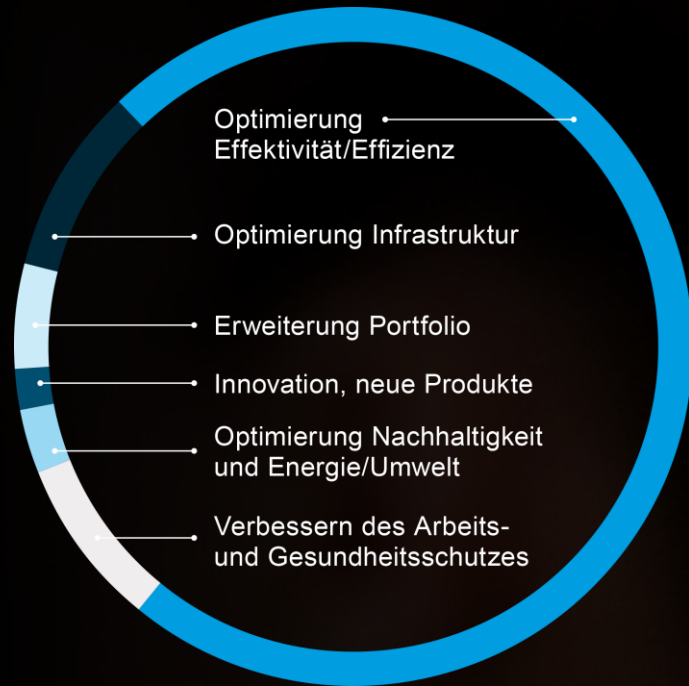 Optimierung
Effektivität/Effizienz
Optimierung Infrastruktur
Erweiterung Portfolio
Innovation, neue Produkte
Optimierung Nachhaltigkeit
und Energie/Umwelt
Verbessern des Arbeits-
und Gesundheitsschutzes